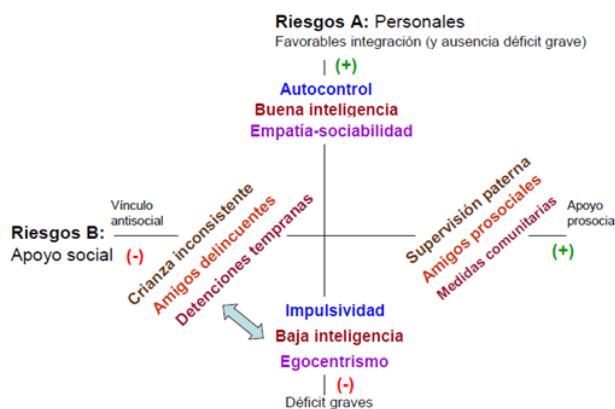 Riesgos A: Personales
Favorables integración (y ausencia déficit grave)
(+)
Autocontrol
Buena inteligencia
Empatía-sociabilidad
Vínculo
antisocial
Riesgos B:
Apoyo social (-)
Crianza inconsistente
Amigos delincuentes
Detenciones tempranas
Supervisión paterna
Amigos prosociales
Medidas comunitarias
Apoyo
prosocia
(+)
Impulsividad
Baja inteligencia
Egocentrismo
(-)
Déficit graves